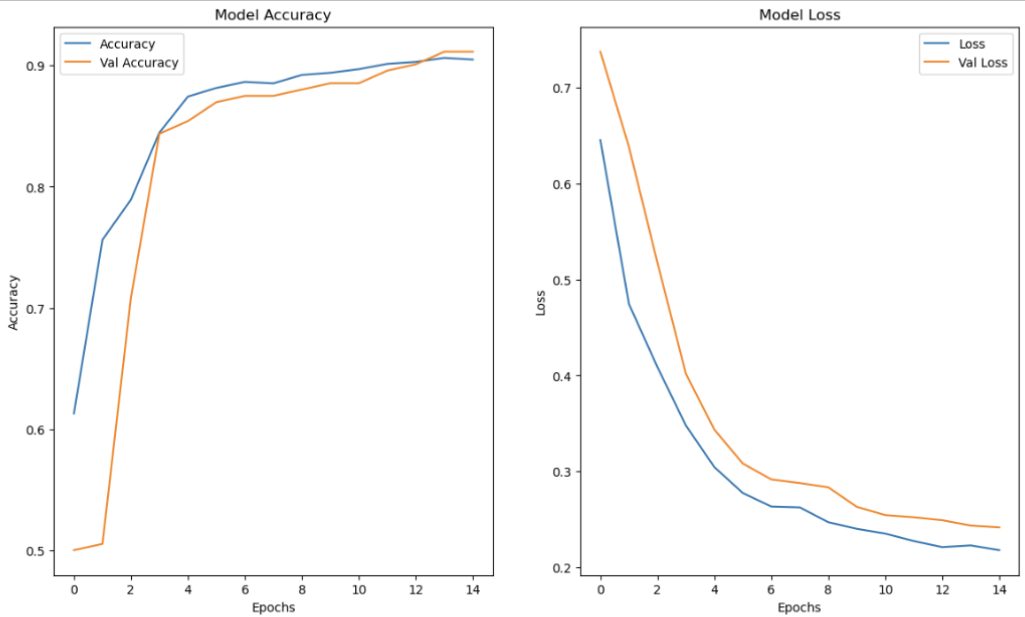 Model Accuracy
Accuracy
Val Accuracy
0.9
0.8
0.7
0.6
0.5
Accuracy
0 2 4 6 8 10 12 14
Epochs
Model Loss
Loss
Val Loss
0.7
0.6
0.5
0.4
0.3
0.2
Loss
0 2 4 6 8 10 12 14
Epochs